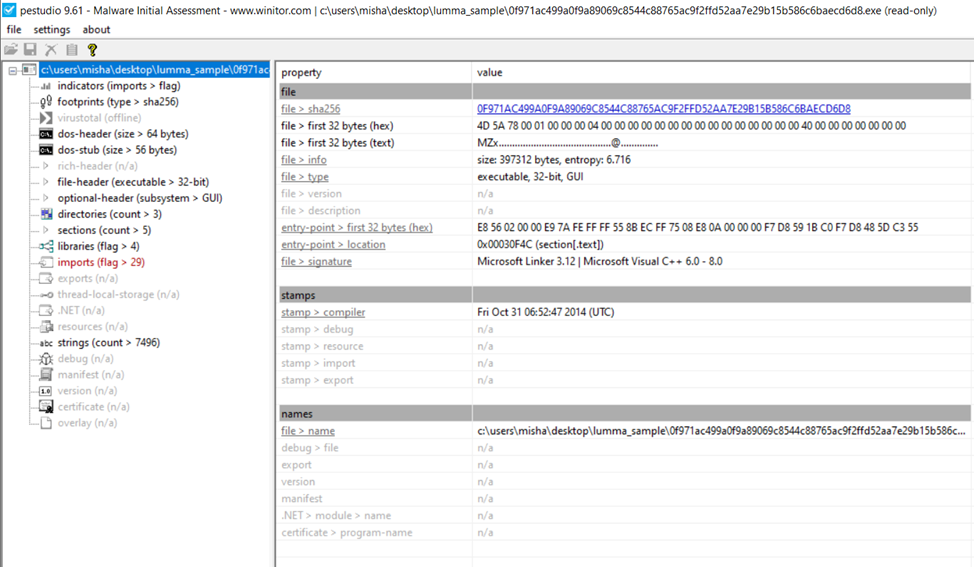 pestudio 9.61 - Malware Initial Assessment - www.winitor.com | c:\users\misha\desktop\lumma_sample\0f971ac499a0f9a89069c8544c88765ac9f2ffd52aa7e29b15b586c6baecd6d8.exe (read-only)
file settings about
c:\users\misha\desktop\lumma_sample\0f971ac
indicators (imports > flag)
footprints (type > sha256)
virustotal (offline)
dos-header (size > 64 bytes)
dos-stub (size > 56 bytes)
rich-header (n/a)
file-header (executable > 32-bit)
optional-header (subsystem > GUI)
directories (count > 3)
sections (count > 5)
libraries (flag > 4)
imports (flag > 29)
exports (n/a)
thread-local-storage (n/a)
.NET (n/a)
resources (n/a)
abc strings (count > 7496)
debug (n/a)
manifest (n/a)
1.0 version (n/a)
certificate (n/a)
overlay (n/a)
property value
file
file > sha256 0F971AC499A0F9A89069C8544C88765AC9F2FFD52AA7E29B15B586C6BAECD6D8
file > first 32 bytes (hex) 4D 5A 78 00 01 00 00 00 04 00 00 00 00 00 00 00 00 00 00 00 00 00 00 00 40 00 00 00 00 00 00 00
file > first 32 bytes (text) MZx..........................................@..............
file > info size: 397312 bytes, entropy: 6.716
file > type executable, 32-bit, GUI
file > version n/a
file > description n/a
entry-point > first 32 bytes (hex) E8 56 02 00 00 E9 7A FE FF FF 55 8B EC FF 75 08 E8 0A 00 00 00 F7 D8 59 1B C0 F7 D8 48 5D C3 55
entry-point > location 0x00030F4C (section[.text])
file > signature Microsoft Linker 3.12 | Microsoft Visual C++ 6.0 - 8.0
stamps
stamp > compiler Fri Oct 31 06:52:47 2014 (UTC)
stamp > debug n/a
stamp > resource n/a
stamp > import n/a
stamp > export n/a
names
file > name c:\users\misha\desktop\lumma_sample\0f971ac499a0f9a89069c8544c88765ac9f2ffd52aa7e29b15b586c...
debug > file n/a
export n/a
version n/a
manifest n/a
.NET > module > name n/a
certificate > program-name n/a